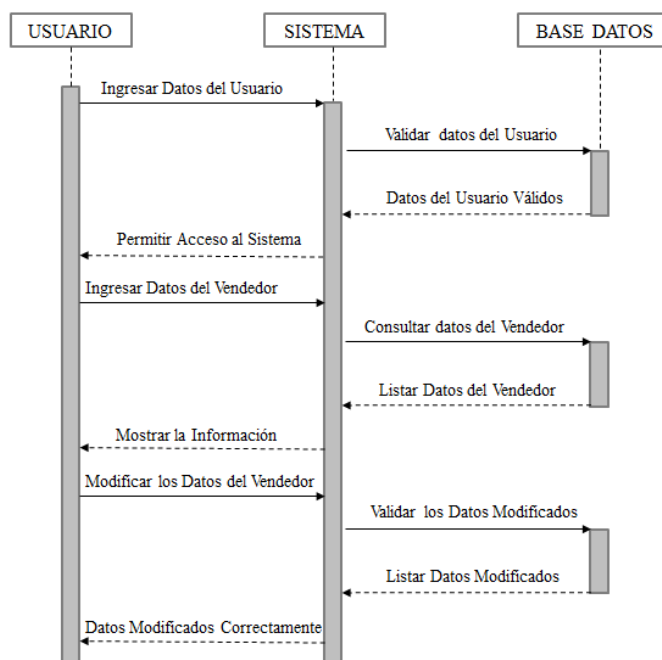 USUARIO
SISTEMA
BASE DATOS
Ingresar Datos del Usuario
Validar datos del Usuario
Datos del Usuario Válidos
Permitir Acceso al Sistema
Ingresar Datos del Vendedor
Consultar datos del Vendedor
Listar Datos del Vendedor
Mostrar la Información
Modificar los Datos del Vendedor
Validar los Datos Modificados
Listar Datos Modificados
Datos Modificados Correctamente